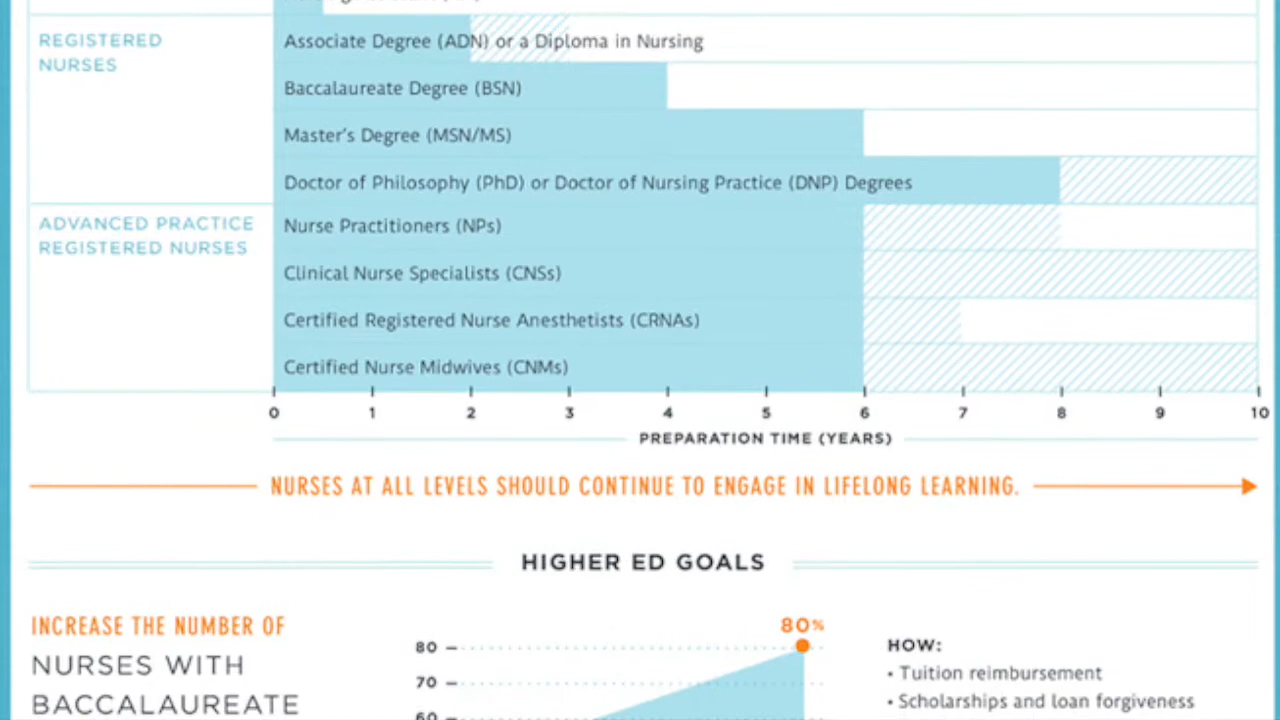 REGISTERED
NURSES
Associate Degree (ADN) or a Diploma in Nursing
Baccalaureate Degree (BSN)
Master's Degree (MSN/MS)
Doctor of Philosophy (PhD) or Doctor of Nursing Practice (DNP) Degrees
ADVANCED PRACTICE
REGISTERED NURSES
Nurse Practitioners (NPs)
Clinical Nurse Specialists (CNSs)
Certified Registered Nurse Anesthetists (CRNAs)
Certified Nurse Midwives (CNMs)
0 1 2 3 4 5 6 7 8 9 10
PREPARATION TIME (YEARS)
NURSES AT ALL LEVELS SHOULD CONTINUE TO ENGAGE IN LIFELONG LEARNING.
HIGHER ED GOALS
INCREASE THE NUMBER OF
NURSES WITH
BACCALAUREATE
80%
80
70
60
HOW:
• Tuition reimbursement
• Scholarships and loan forgiveness